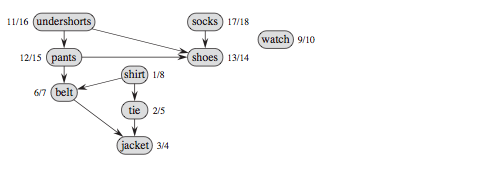 11/16 undershorts socks 17/18
watch 9/10
12/15 pants shoes 13/14
shirt 1/8
6/7 belt
tie 2/5
jacket 3/4